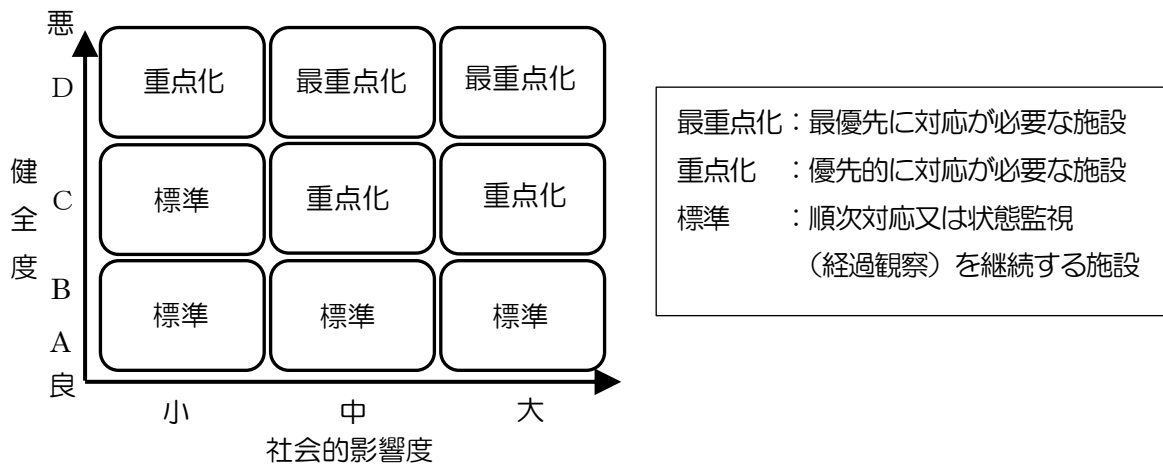 悪
D 重点化 最重点化 最重点化
健全度
C 標準 重点化 重点化
B
標準 標準 標準
A
良
小 中 大
社会的影響度
最重点化：最優先に対応が必要な施設
重点化　：優先的に対応が必要な施設
標準　　：順次対応又は状態監視
（経過観察）を継続する施設